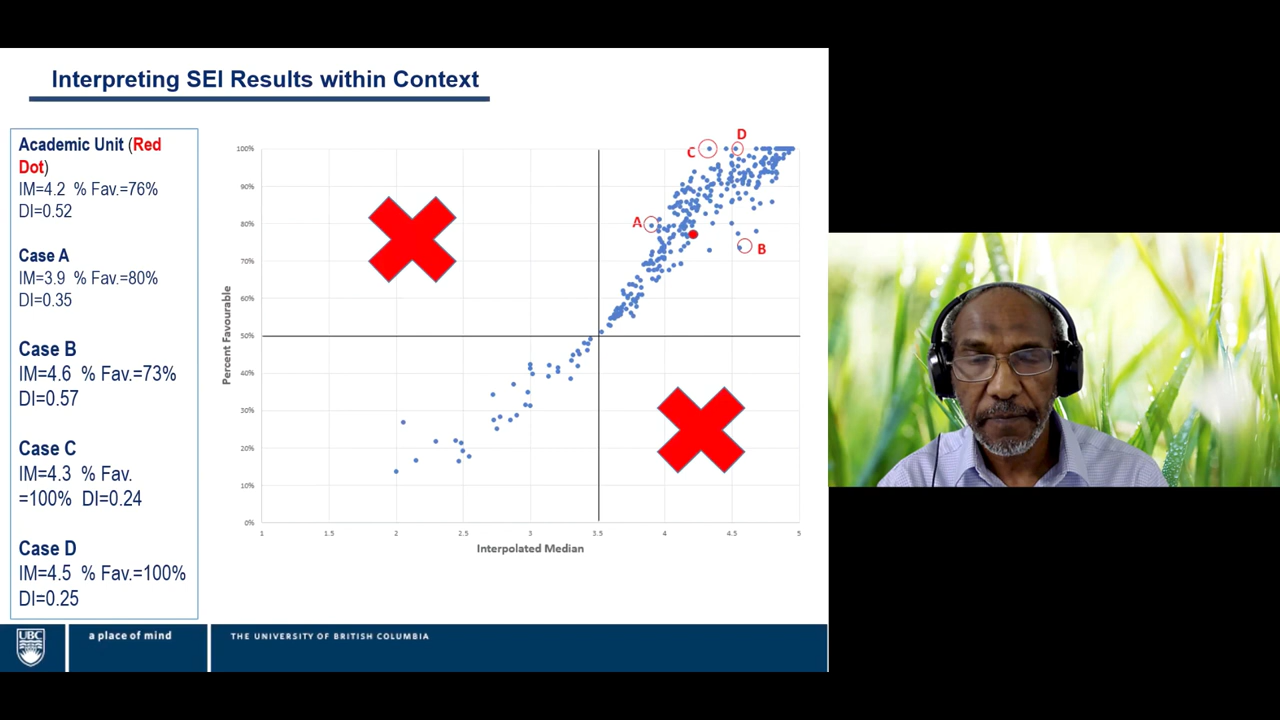 Interpreting SEI Results within Context
Academic Unit (Red
Dot)
IM=4.2 % Fav.=76%
DI=0.52
Case A
IM=3.9 % Fav.=80%
DI=0.35
Case B
IM=4.6 % Fav.=73%
DI=0.57
Case C
IM=4.3 % Fav.
=100% DI=0.24
Case D
IM=4.5 % Fav.=100%
DI=0.25
Percent Favourable
100%
90%
80%
70%
60%
50%
40%
30%
20%
10%
0%
C
D
A
B
1 1.5 2 2.5 3 3.5 4 4.5 5
Interpolated Median
UBC
a place of mind
THE UNIVERSITY OF BRITISH COLUMBIA